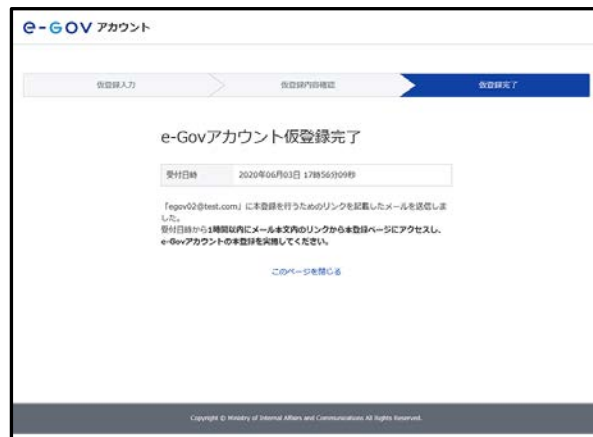 e-GOV アカウント
仮登録入力
仮登録内容確認
仮登録完了
e-Govアカウント仮登録完了
受付日時 2020年06月03日 17時56分09秒
「egov02@test.com」に本登録を行うためのリンクを記載したメールを送信しま
した。
受付日時から1時間以内にメール本文内のリンクから本登録ページにアクセスし、
e-Govアカウントの本登録を実施してください。
このページを閉じる
Copyright © Ministry of Internal Affairs and Communications All Rights Reserved.